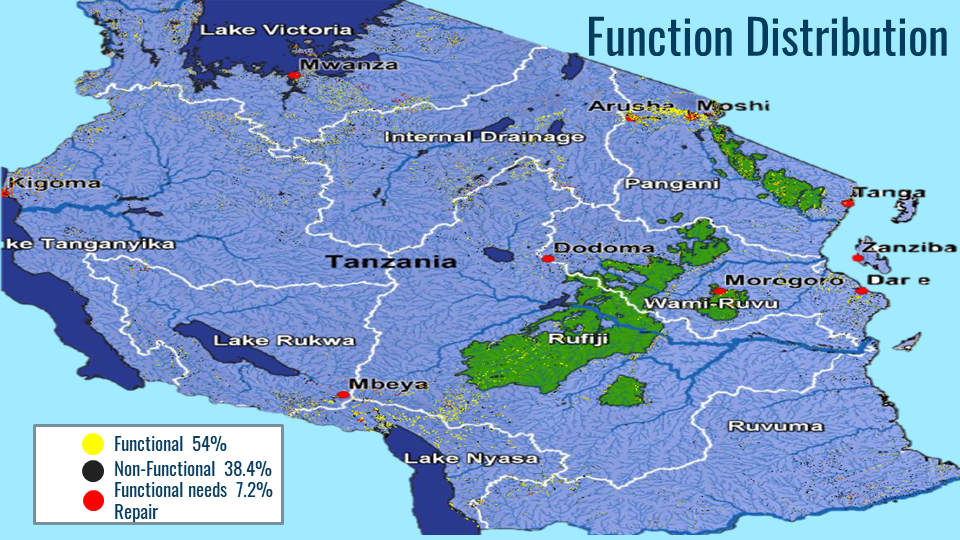 Function Distribution
Lake Victoria
Mwanza
Arusha Moshi
Internal Drainage
Kigoma
Pangani
Tanga
ke Tanganyika
Dodoma
Zanziba
Tanzania
Morogoro
Dar e
Wami-Ruvu
Lake Rukwa
Rufiji
Mbeya
Ruvuma
Lake Nyasa
Functional 54%
Non-Functional 38.4%
Functional needs 7.2%
Repair